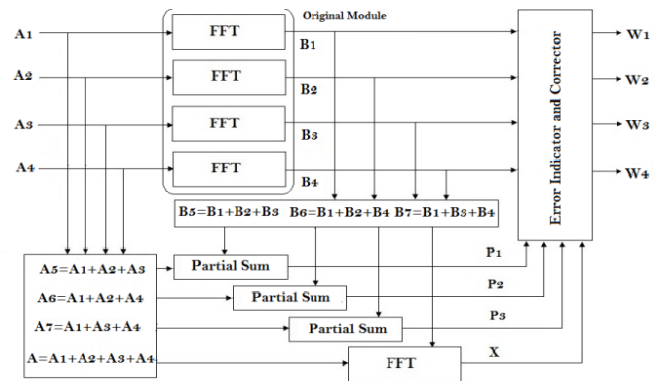 Original Module
A1 FFT B1 W1
A2 FFT B2 W2
A3 FFT B3 W3
A4 FFT B4 W4
Error Indicator and Corrector
B5=B1+B2+B3 B6=B1+B2+B4 B7=B1+B3+B4
A5=A1+A2+A3 Partial Sum P1
A6=A1+A2+A4 Partial Sum P2
A7=A1+A3+A4 Partial Sum P3
A=A1+A2+A3+A4 FFT X